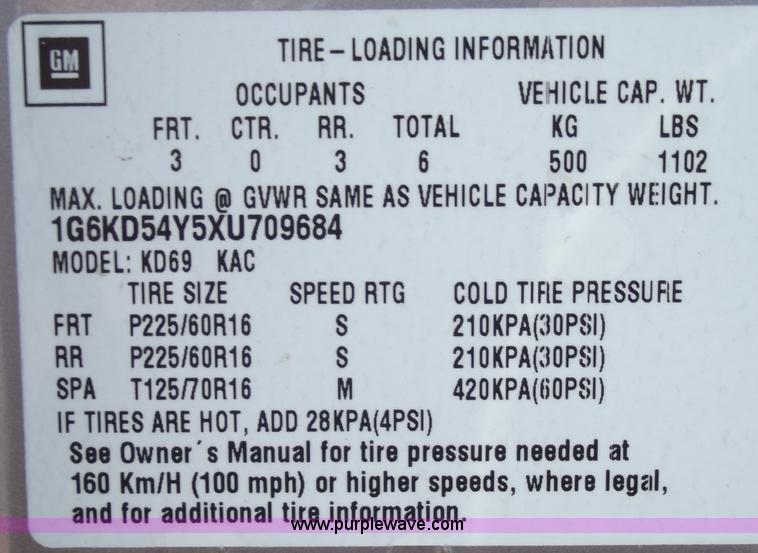 GM
TIRE-LOADING INFORMATION
OCCUPANTS VEHICLE CAP. WT.
FRT. CTR. RR. TOTAL KG LBS
3 0 3 6 500 1102
MAX. LOADING @ GVWR SAME AS VEHICLE CAPACITY WEIGHT.
1G6KD54Y5XU709684
MODEL: KD69 KAC
TIRE SIZE SPEED RTG COLD TIRE PRESSURE
FRT P225/60R16 S 210KPA(30PSI)
RR P225/60R16 S 210KPA(30PSI)
SPA T125/70R16 M 420KPA(60PSI)
IF TIRES ARE HOT, ADD 28KPA(4PSI)
See Owner´s Manual for tire pressure needed at
160 Km/H (100 mph) or higher speeds, where legal,
and for additional tire information.
www.purplewave.com